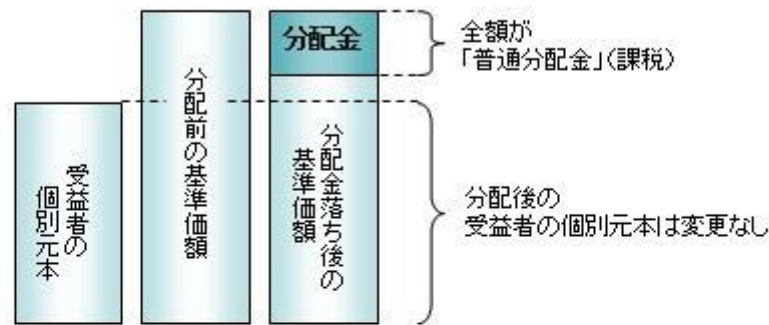 受益者の
個別元本
分配前の基準価額
分配金
分配金落ち後の
基準価額
全額が
「普通分配金」(課税)
分配後の
受益者の個別元本は変更なし